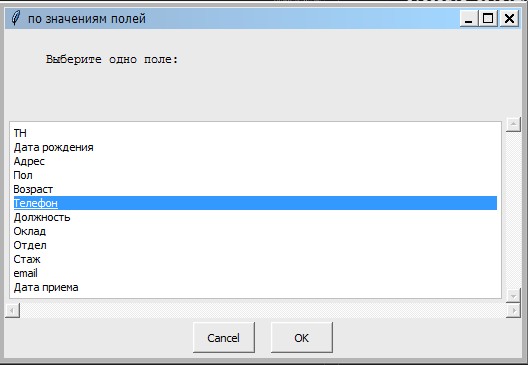 по значениям полей
Выберите одно поле:
ТН
Дата рождения
Адрес
Пол
Возраст
Телефон
Должность
Оклад
Отдел
Стаж
email
Дата приема
Cancel OK